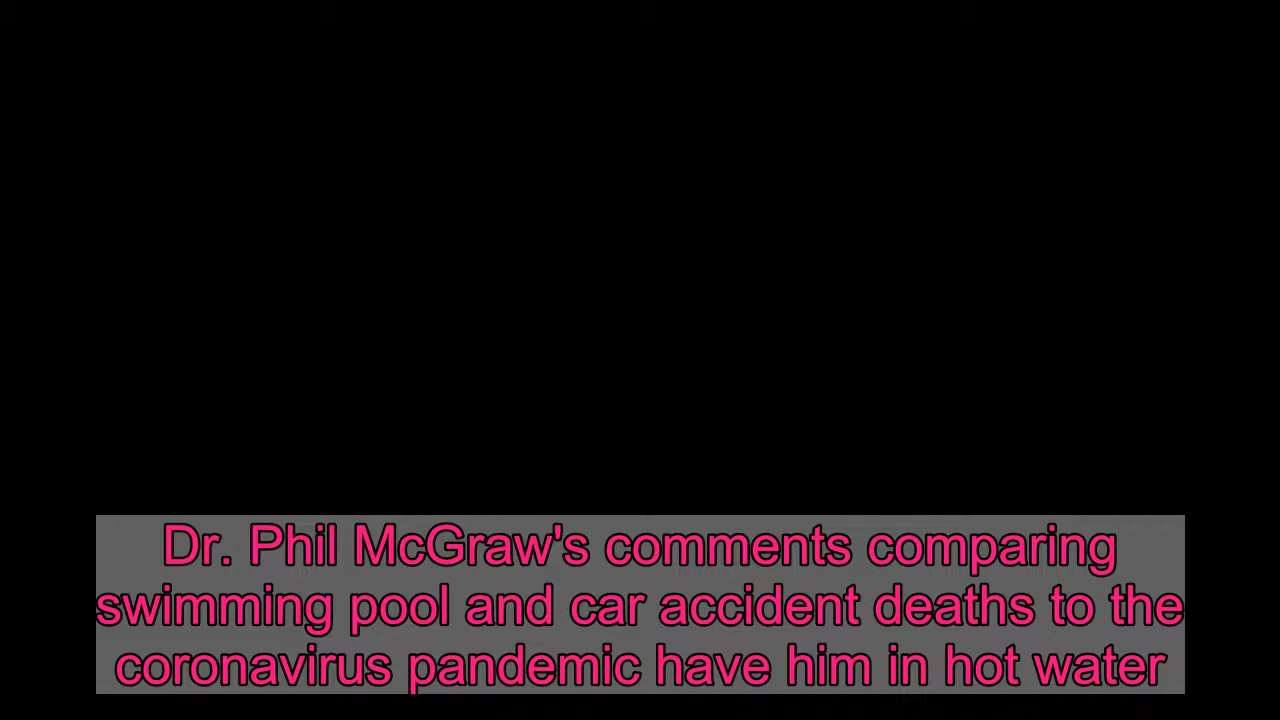 Dr. Phil McGraw's comments comparing
swimming pool and car accident deaths to the
coronavirus pandemic have him in hot water